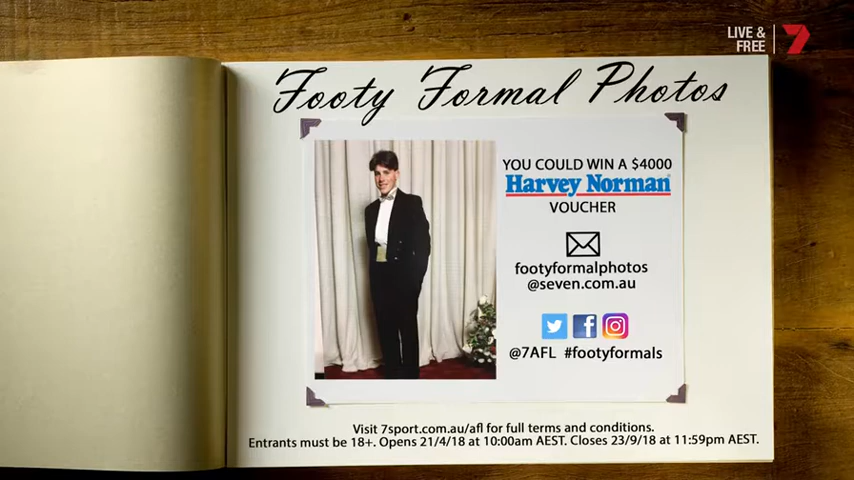 LIVE &
FREE
7
Footy Formal Photos
YOU COULD WIN A $4000
Harvey Norman
VOUCHER
footyformalphotos
@seven.com.au
@7AFL #footyformals
Visit 7sport.com.au/afl for full terms and conditions.
Entrants must be 18+. Opens 21/4/18 at 10:00am AEST. Closes 23/9/18 at 11:59pm AEST.